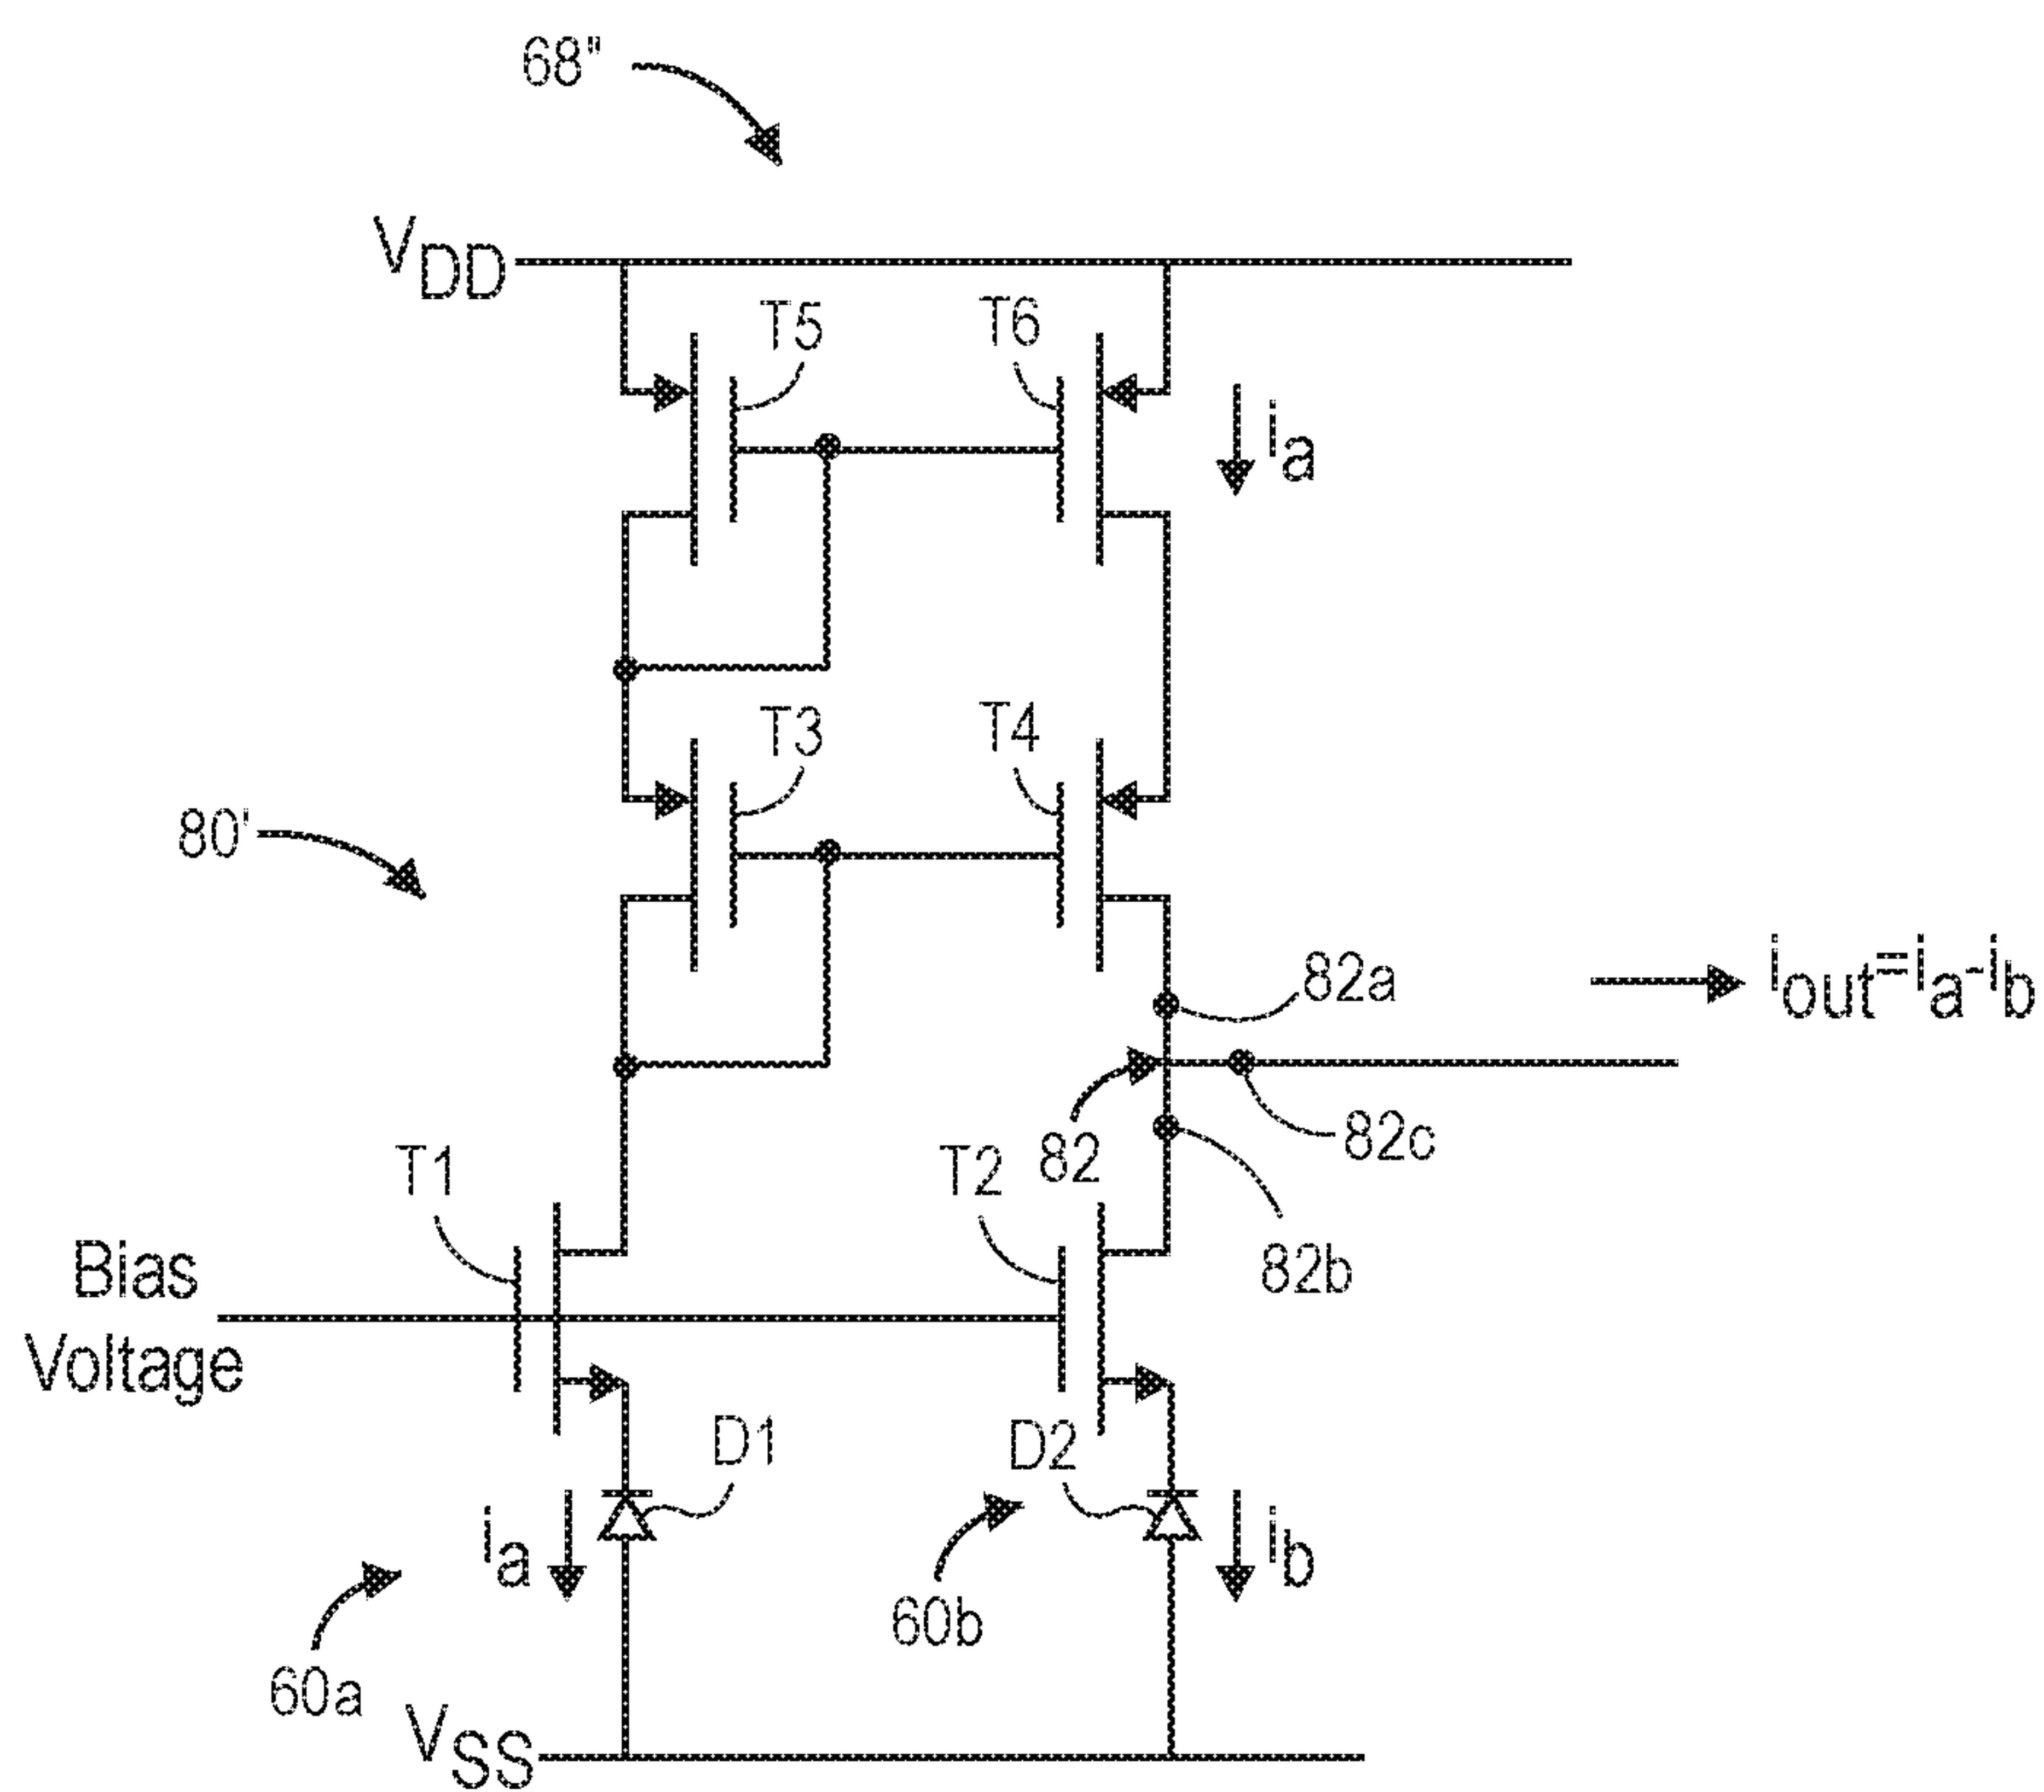 68"
VDD
T5
T6
ia
T3
T4
80'
82a
iout=ia-ib
82
82c
T1
T2
82b
Bias
Voltage
D1
D2
ia
ib
60b
60a
VSS